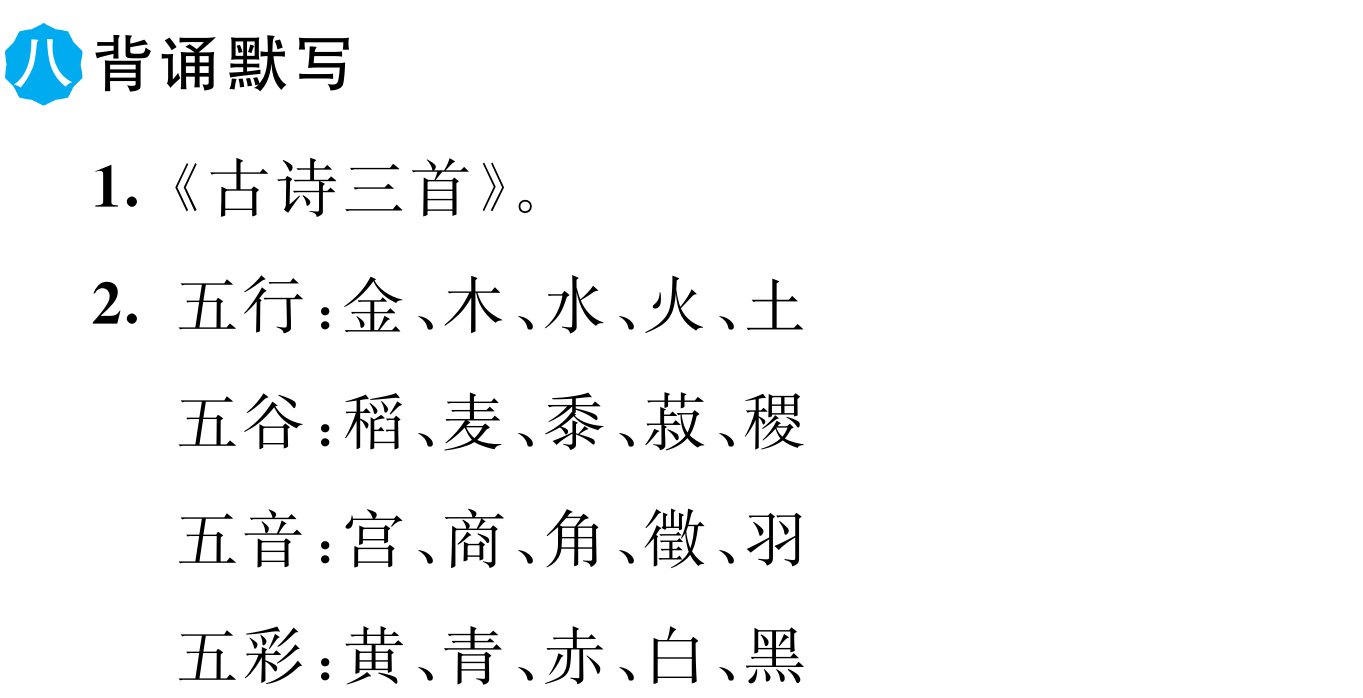 八 背诵默写
1.《古诗三首》。
2. 五行:金、木、水、火、土
五谷:稻、麦、黍、菽、稷
五音:宫、商、角、徵、羽
五彩:黄、青、赤、白、黑